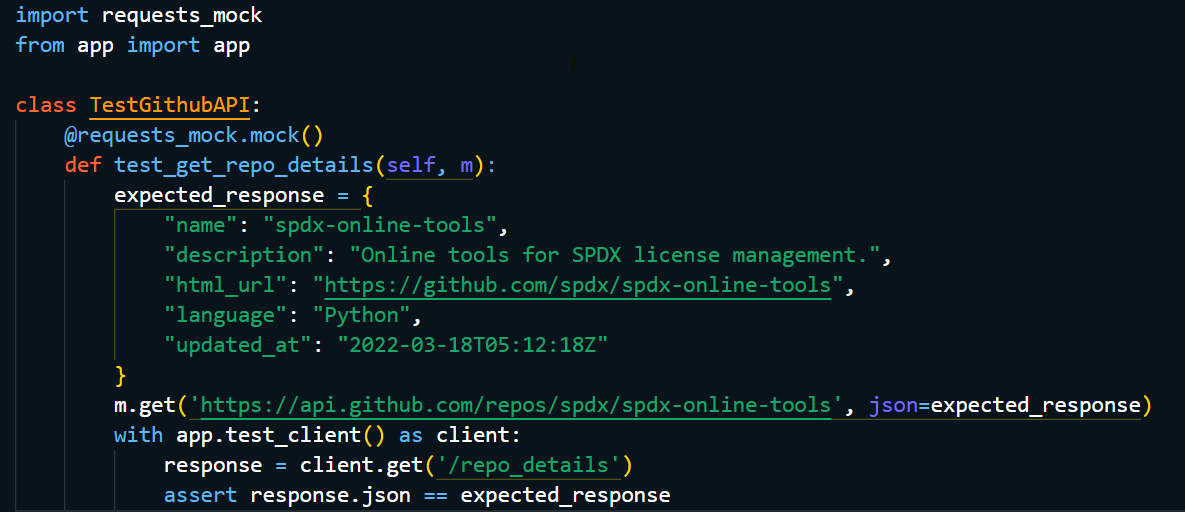 import requests_mock
from app import app
class TestGithubAPI:
@requests_mock.mock()
def test_get_repo_details(self, m):
expected_response = {
"name": "spdx-online-tools",
"description": "Online tools for SPDX license management.",
"html_url": "https://github.com/spdx/spdx-online-tools",
"language": "Python",
"updated_at": "2022-03-18T05:12:18Z"
}
m.get('https://api.github.com/repos/spdx/spdx-online-tools', json=expected_response)
with app.test_client() as client:
response = client.get('/repo_details')
assert response.json == expected_response